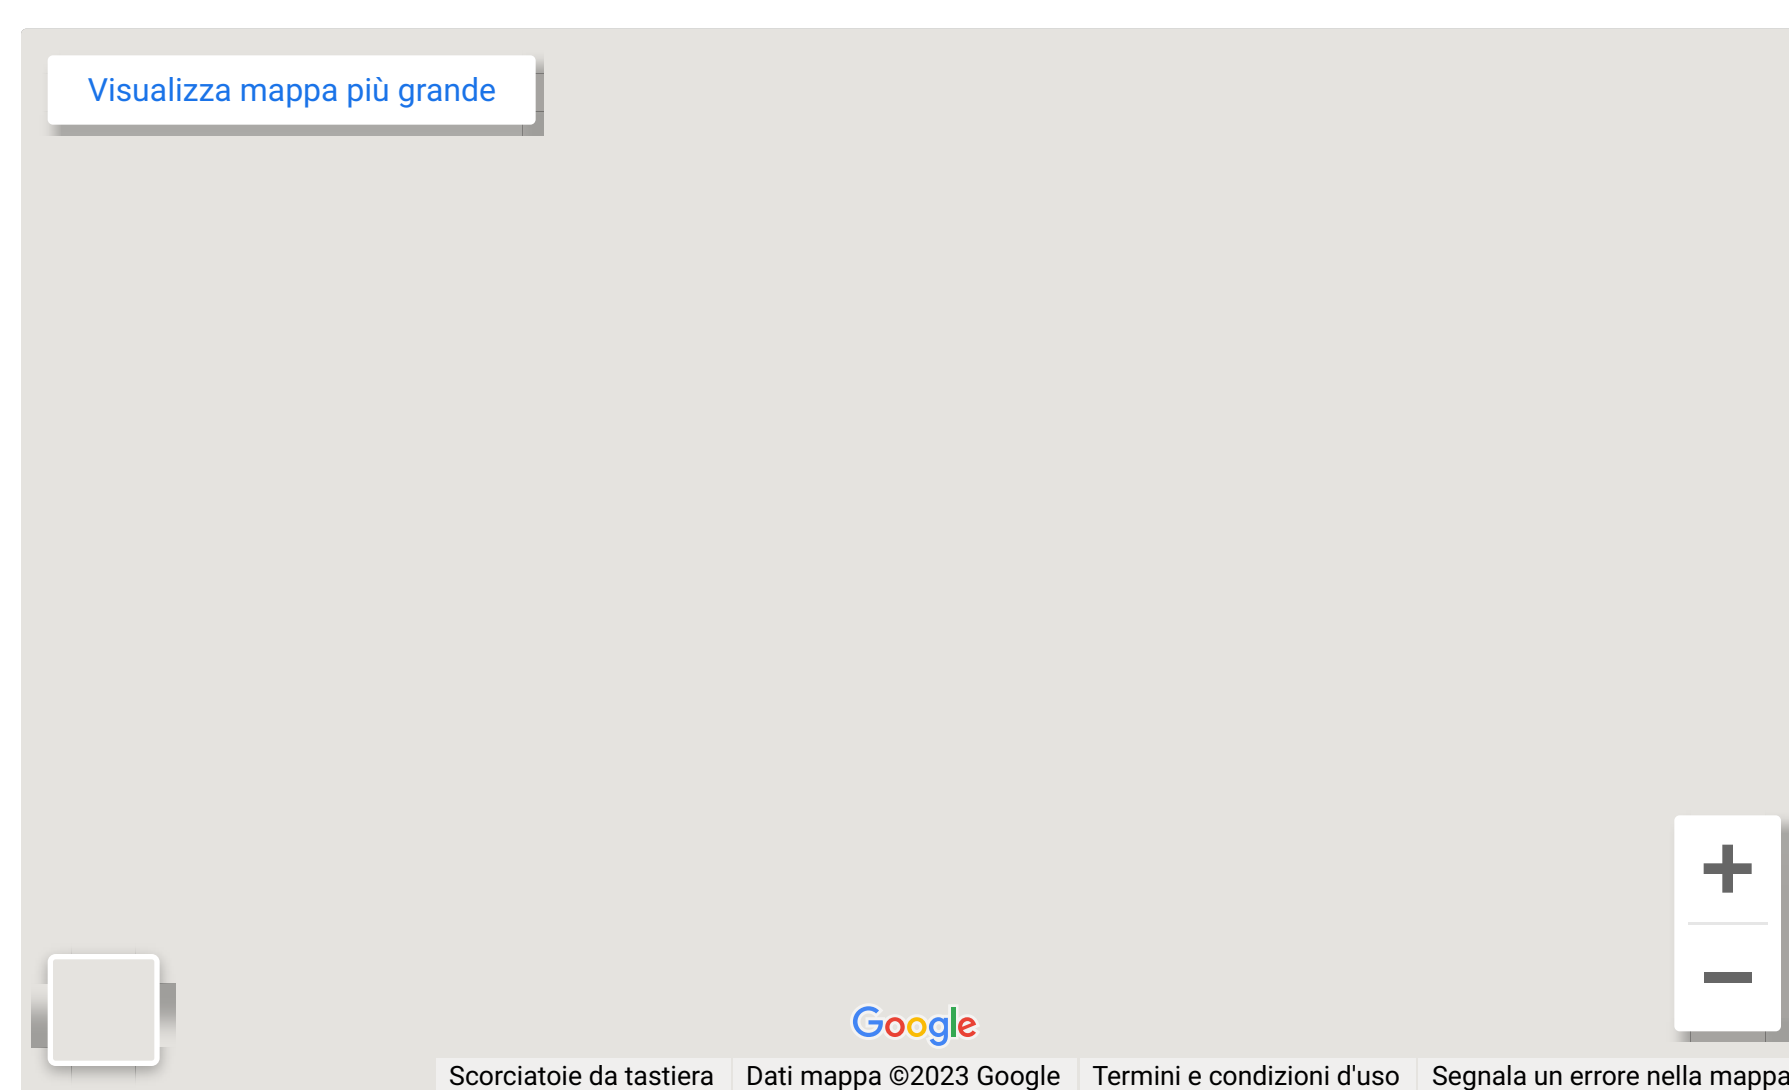 Visualizza mappa più grande
Google
Scorciatoie da tastiera
Dati mappa ©2023 Google
Termini e condizioni d'uso
Segnala un errore nella mappa